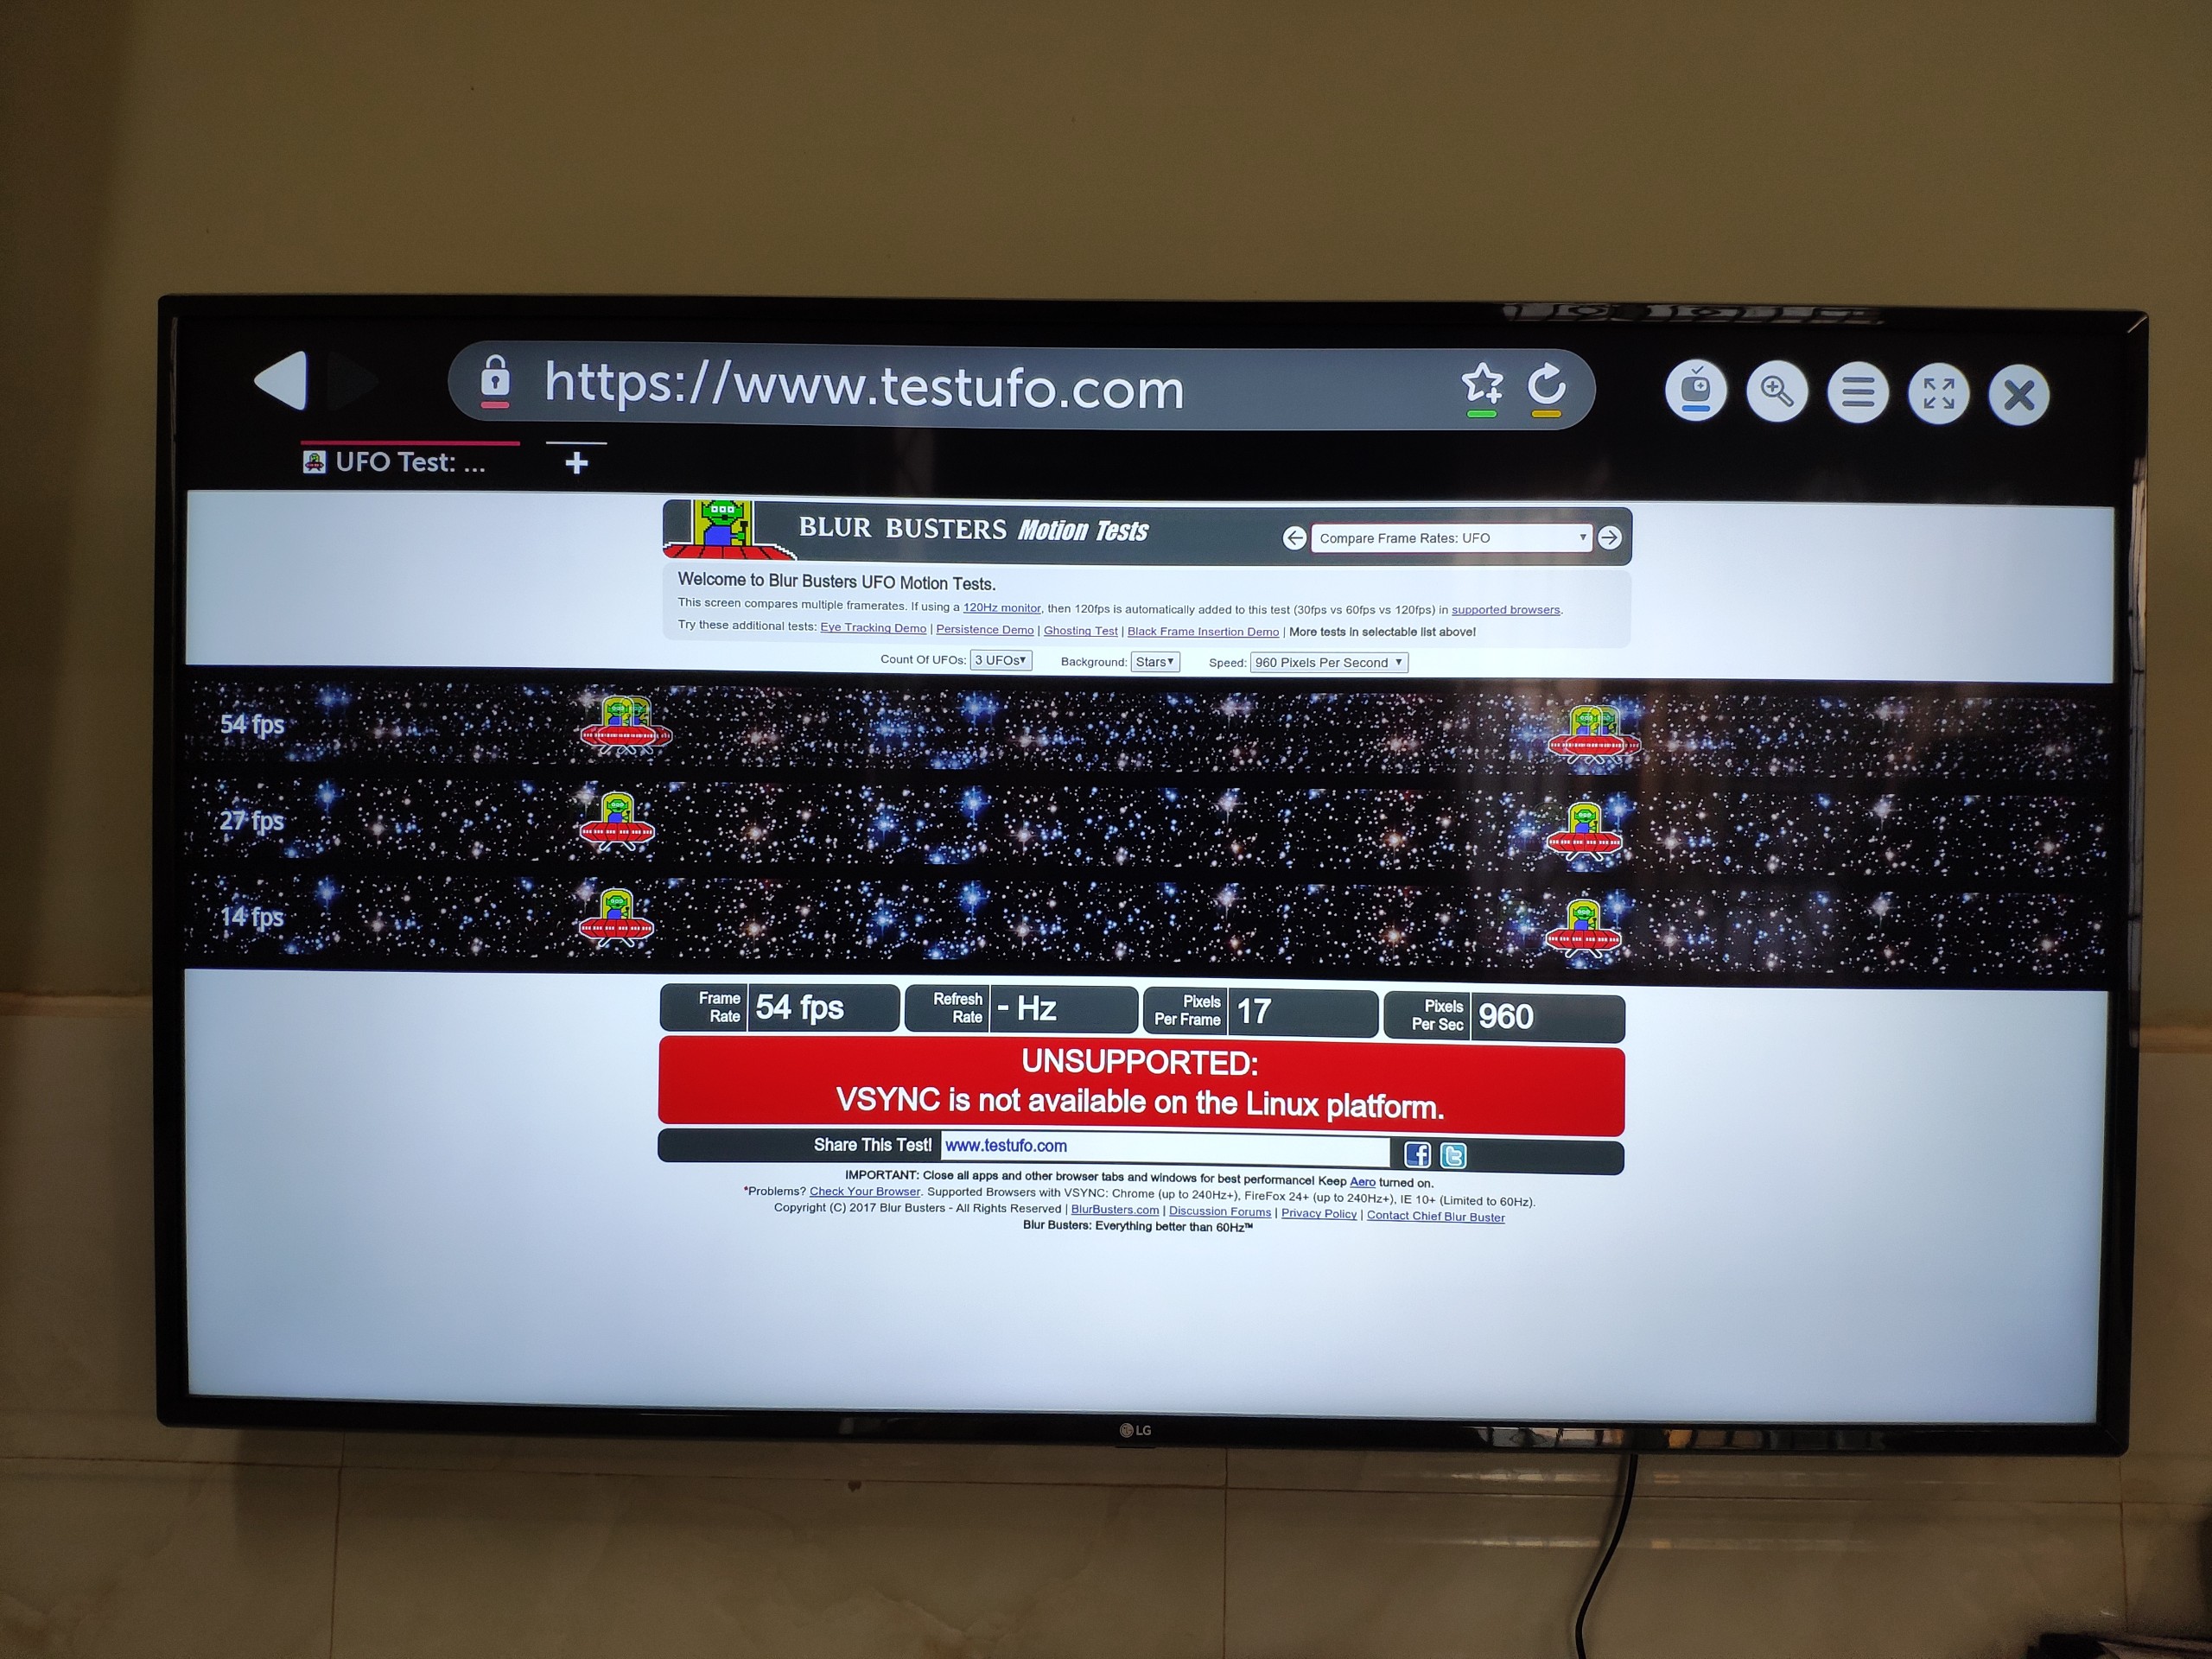 https://www.testufo.com
UFO Test: ...
BLUR BUSTERS Motion Tests
Compare Frame Rates: UFO
Welcome to Blur Busters UFO Motion Tests.
This screen compares multiple framerates. If using a 120Hz monitor, then 120fps is automatically added to this test (30fps vs 60fps vs 120fps) in supported browsers.
Try these additional tests: Eye Tracking Demo | Persistence Demo | Ghosting Test | Black Frame Insertion Demo | More tests in selectable list above!
Count Of UFOs: 3 UFOs Background: Stars Speed: 960 Pixels Per Second
54 fps
27 fps
14 fps
Frame Rate 54 fps Refresh Rate - Hz Pixels Per Frame 17 Pixels Per Sec 960
UNSUPPORTED:
VSYNC is not available on the Linux platform.
Share This Test! www.testufo.com
IMPORTANT: Close all apps and other browser tabs and windows for best performance! Keep Aero turned on.
*Problems? Check Your Browser. Supported Browsers with VSYNC: Chrome (up to 240Hz+), FireFox 24+ (up to 240Hz+), IE 10+ (Limited to 60Hz).
Copyright (C) 2017 Blur Busters - All Rights Reserved | BlurBusters.com | Discussion Forums | Privacy Policy | Contact Chief Blur Buster
Blur Busters: Everything better than 60Hz™
LG